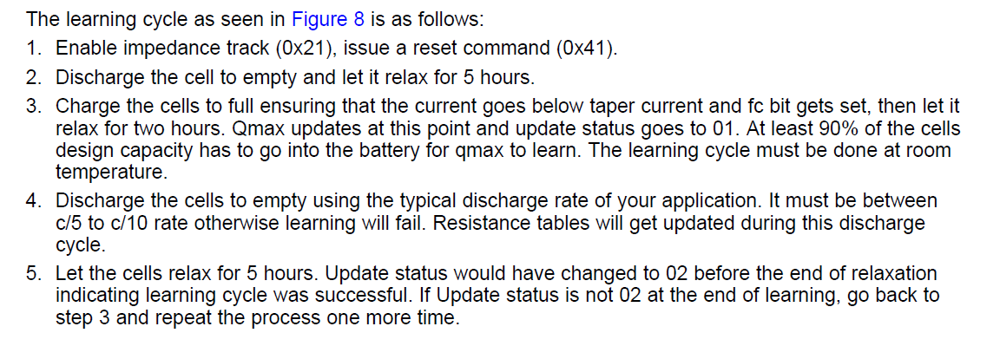 The learning cycle as seen in Figure 8 is as follows:
1. Enable impedance track (0x21), issue a reset command (0x41).
2. Discharge the cell to empty and let it relax for 5 hours.
3. Charge the cells to full ensuring that the current goes below taper current and fc bit gets set, then let it
relax for two hours. Qmax updates at this point and update status goes to 01. At least 90% of the cells
design capacity has to go into the battery for qmax to learn. The learning cycle must be done at room
temperature.
4. Discharge the cells to empty using the typical discharge rate of your application. It must be between
c/5 to c/10 rate otherwise learning will fail. Resistance tables will get updated during this discharge
cycle.
5. Let the cells relax for 5 hours. Update status would have changed to 02 before the end of relaxation
indicating learning cycle was successful. If Update status is not 02 at the end of learning, go back to
step 3 and repeat the process one more time.